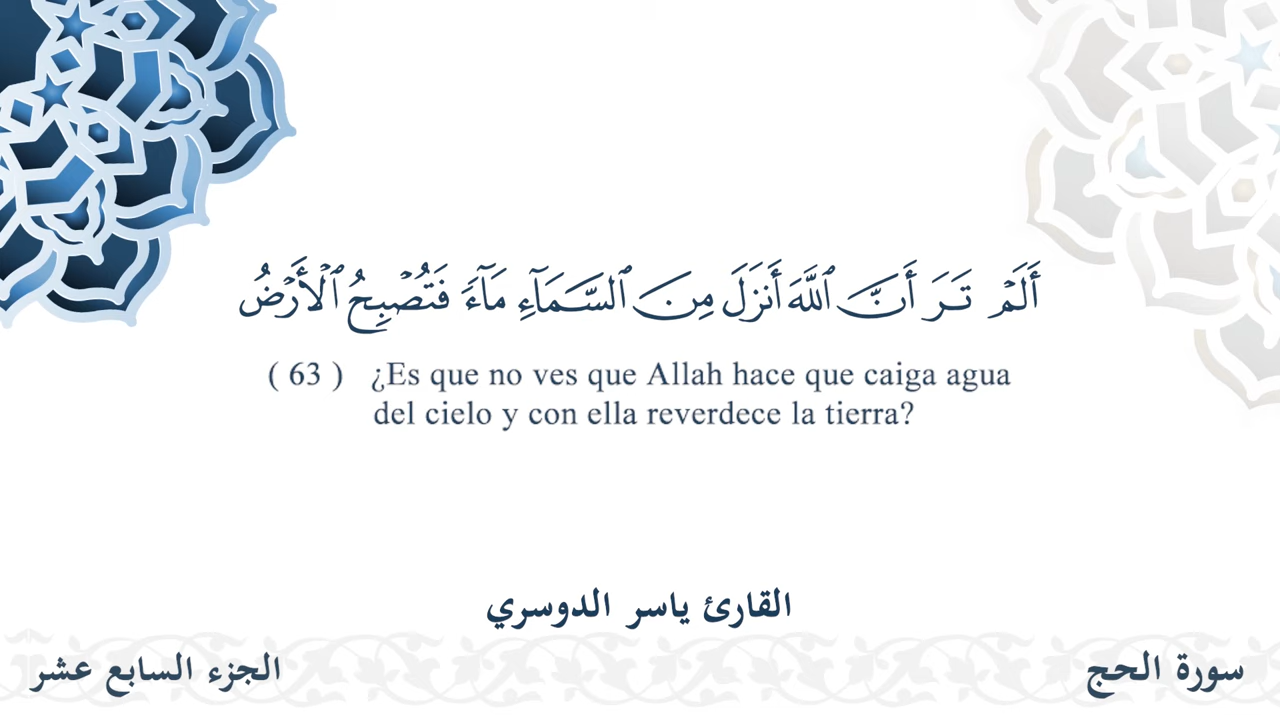 أَلَمْ تَرَ أَنَّ ٱللَّهَ أَنزَلَ مِنَ ٱلسَّمَآءِ مَآءً فَتُصْبِحُ ٱلْأَرْضُ
( 63 ) ¿Es que no ves que Allah hace que caiga agua
del cielo y con ella reverdece la tierra?
القارئ ياسر الدوسري
سورة الحج
الجزء السابع عشر